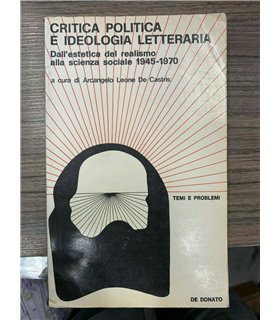 CRITICA POLITICA
E IDEOLOGIA LETTERARIA
Dall'estetica del realismo
alla scienza sociale 1945-1970
a cura di Arcangelo Leone De Castris
TEMI E PROBLEMI
DE DONATO